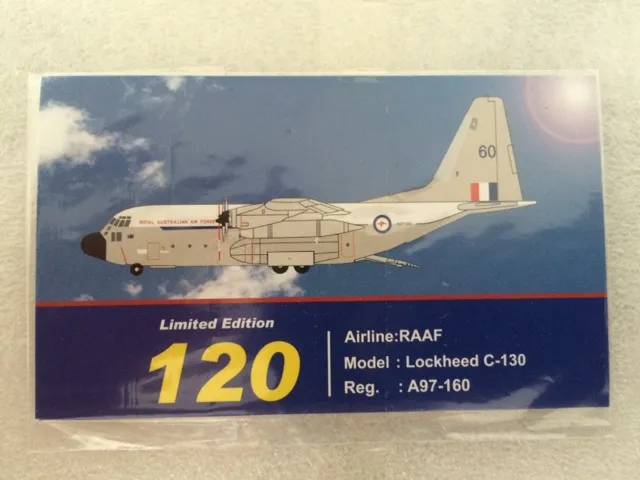 60
ROYAL AUSTRALIAN AIR FORCE
Limited Edition
120
Airline:RAAF
Model : Lockheed C-130
Reg. : A97-160